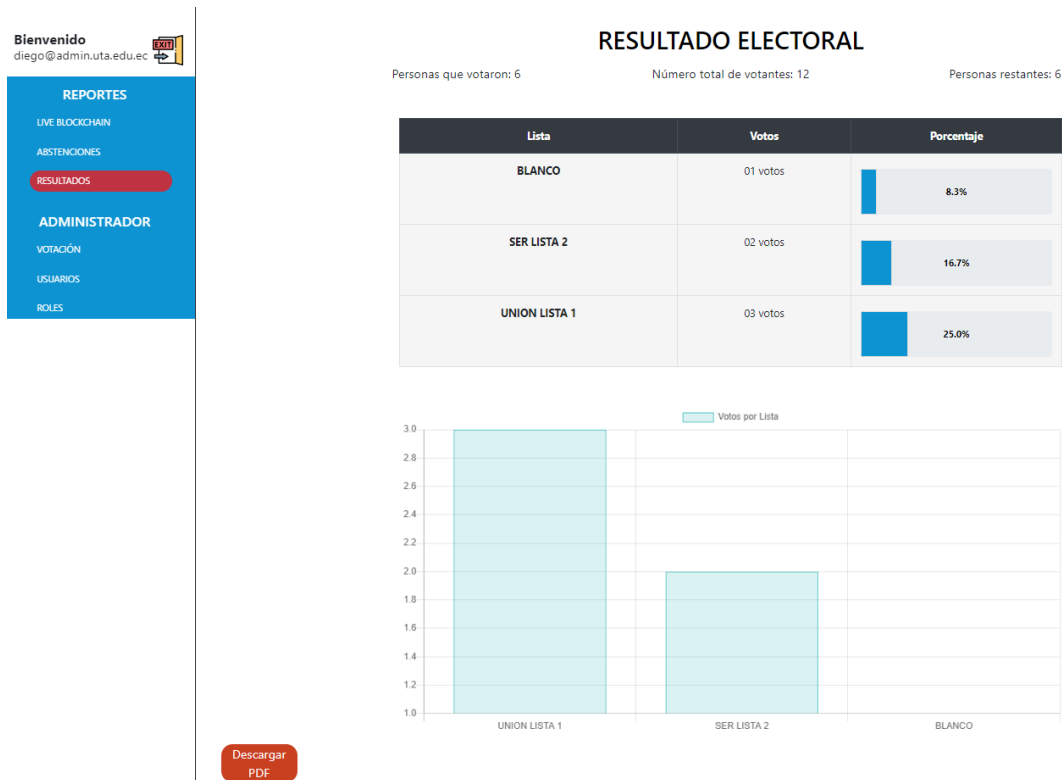 Bienvenido
diego@admin.uta.edu.ec
EXIT
REPORTES
LIVE BLOCKCHAIN
ABSTENCIONES
RESULTADOS
ADMINISTRADOR
VOTACIÓN
USUARIOS
ROLES
RESULTADO ELECTORAL
Personas que votaron: 6 Número total de votantes: 12 Personas restantes: 6
Lista Votos Porcentaje
BLANCO 01 votos 8.3%
SER LISTA 2 02 votos 16.7%
UNION LISTA 1 03 votos 25.0%
Votos por Lista
3.0
2.8
2.6
2.4
2.2
2.0
1.8
1.6
1.4
1.2
1.0
UNION LISTA 1 SER LISTA 2 BLANCO
Descargar
PDF